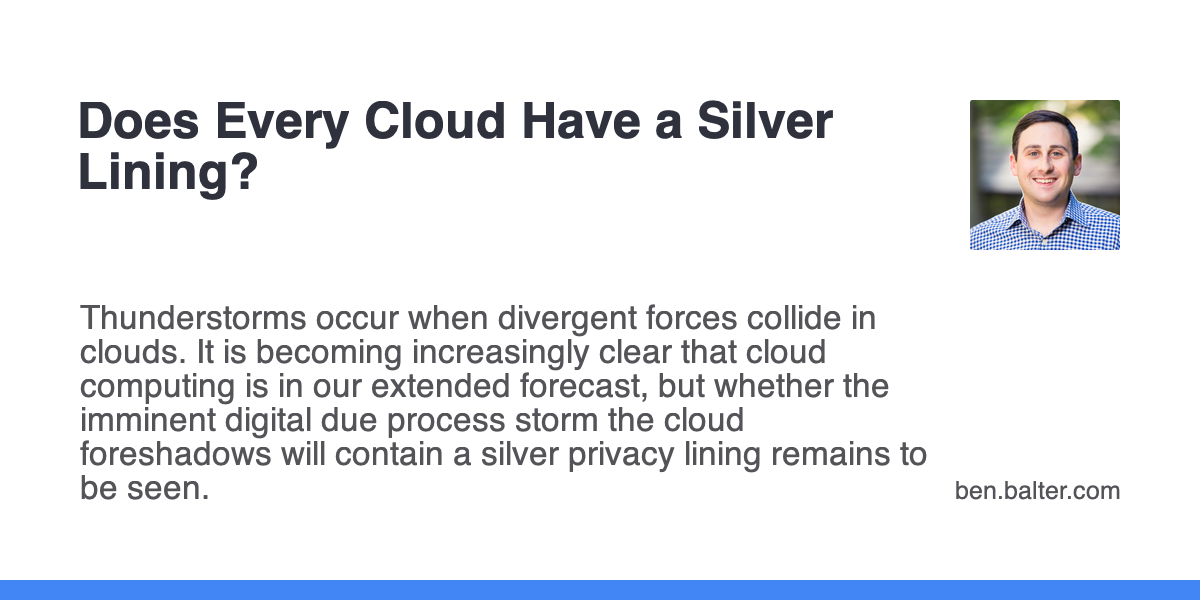 Does Every Cloud Have a Silver
Lining?
Thunderstorms occur when divergent forces collide in
clouds. It is becoming increasingly clear that cloud
computing is in our extended forecast, but whether the
imminent digital due process storm the cloud
foreshadows will contain a silver privacy lining remains to
be seen.
ben.balter.com